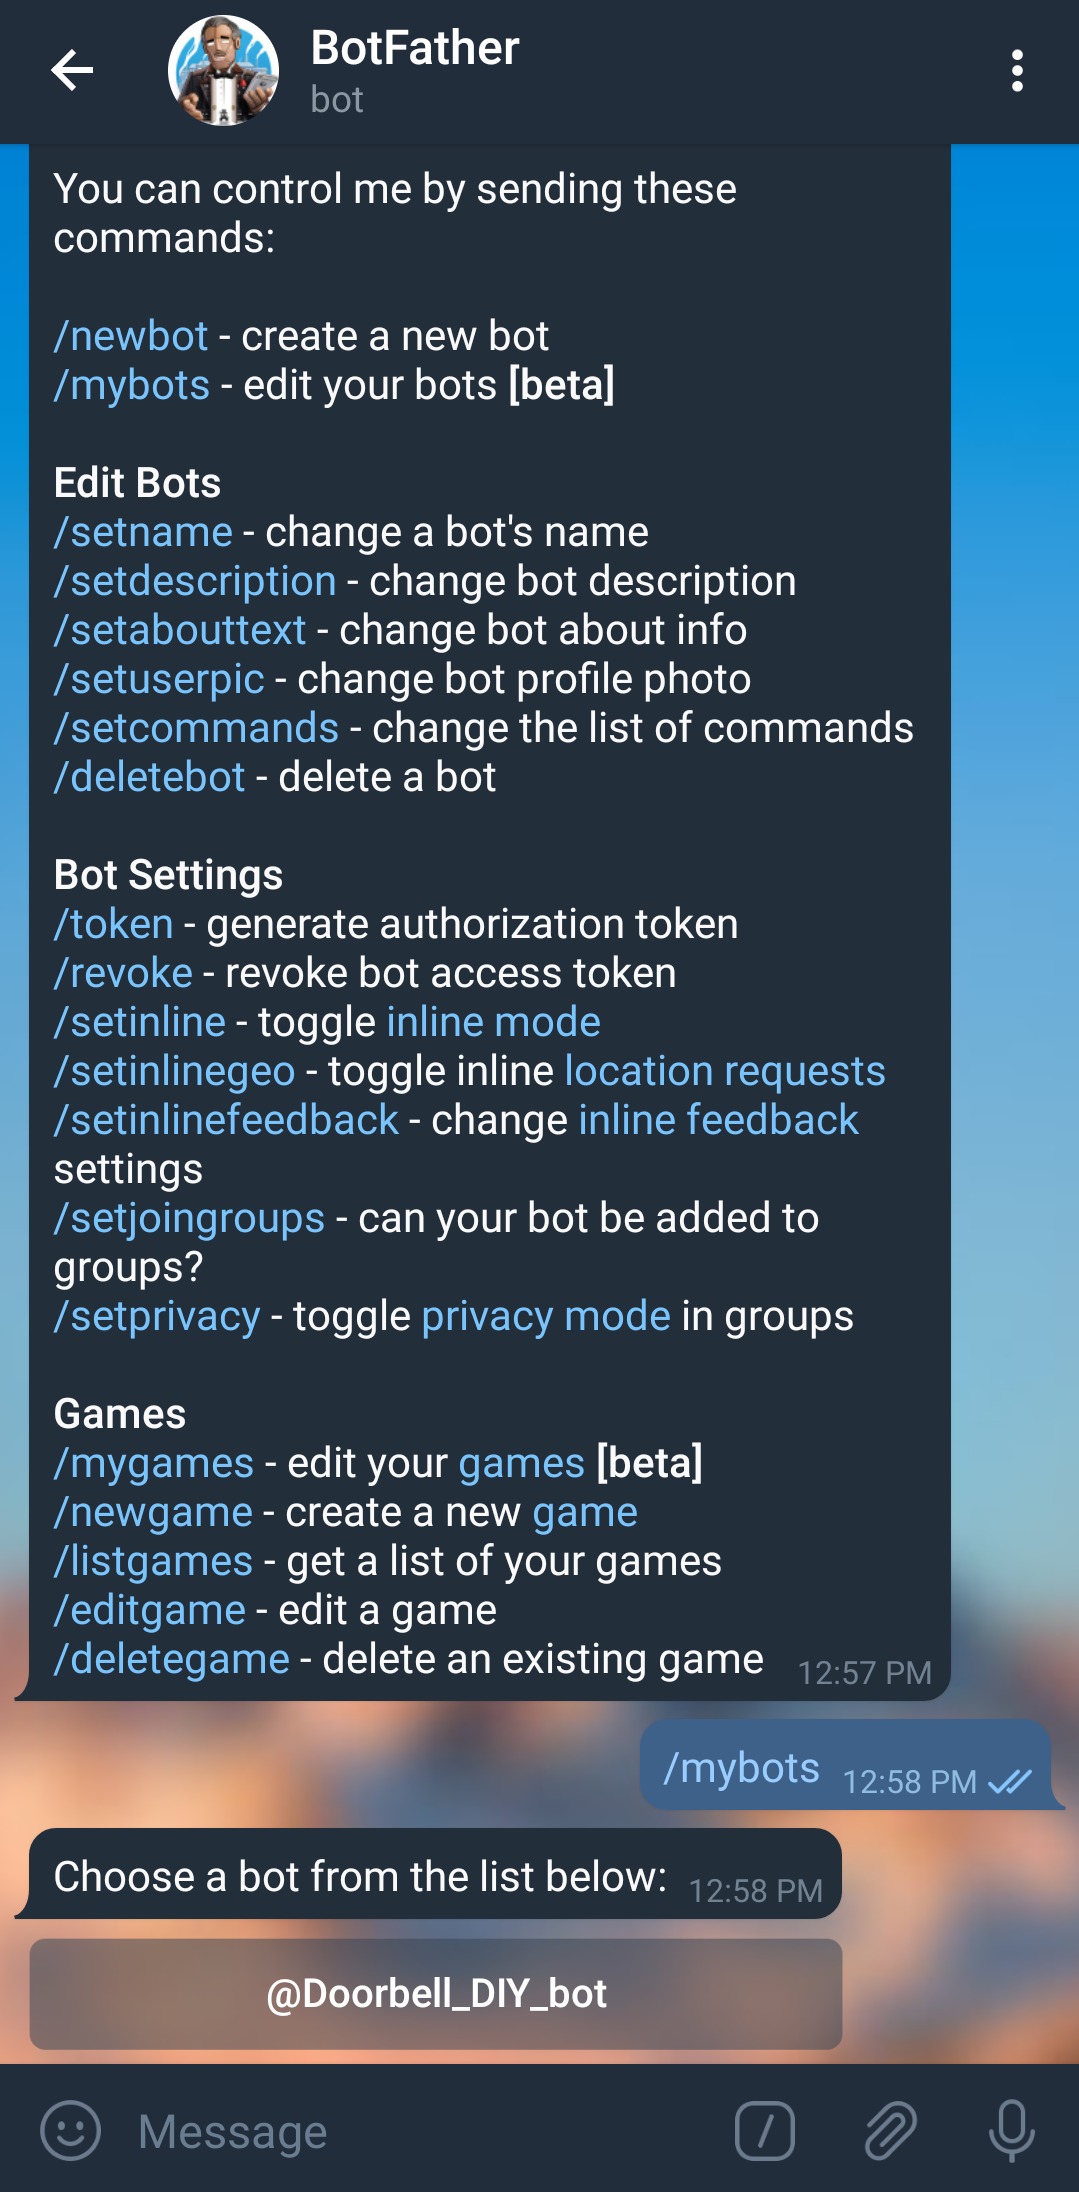 BotFather
bot
You can control me by sending these
commands:
/newbot - create a new bot
/mybots - edit your bots [beta]
Edit Bots
/setname - change a bot's name
/setdescription - change bot description
/setabouttext - change bot about info
/setuserpic - change bot profile photo
/setcommands - change the list of commands
/deletebot - delete a bot
Bot Settings
/token - generate authorization token
/revoke - revoke bot access token
/setinline - toggle inline mode
/setinlinegeo - toggle inline location requests
/setinlinefeedback - change inline feedback
settings
/setjoingroups - can your bot be added to
groups?
/setprivacy - toggle privacy mode in groups
Games
/mygames - edit your games [beta]
/newgame - create a new game
/listgames - get a list of your games
/editgame - edit a game
/deletegame - delete an existing game 12:57 PM
/mybots 12:58 PM
Choose a bot from the list below: 12:58 PM
@Doorbell_DIY_bot
Message